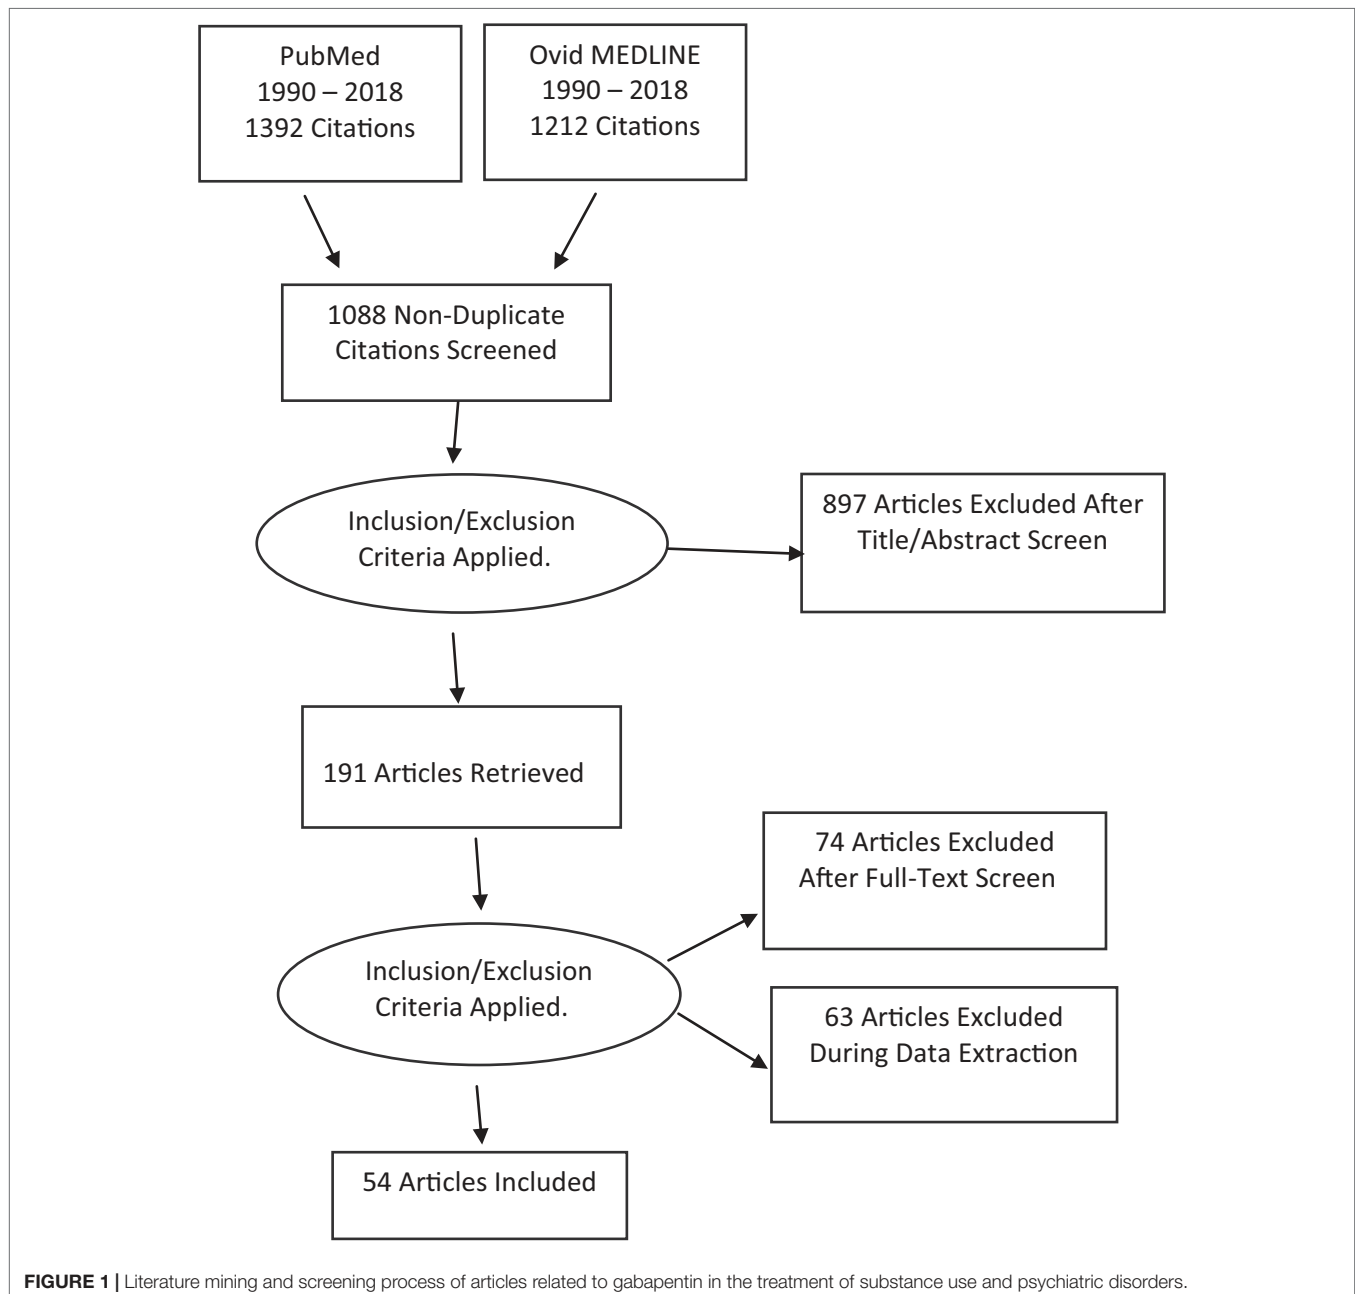 PubMed
1990 – 2018
1392 Citations
Ovid MEDLINE
1990 – 2018
1212 Citations
1088 Non-Duplicate
Citations Screened
Inclusion/Exclusion
Criteria Applied.
897 Articles Excluded After
Title/Abstract Screen
191 Articles Retrieved
74 Articles Excluded
After Full-Text Screen
Inclusion/Exclusion
Criteria Applied.
63 Articles Excluded
During Data Extraction
54 Articles Included
FIGURE 1 | Literature mining and screening process of articles related to gabapentin in the treatment of substance use and psychiatric disorders.